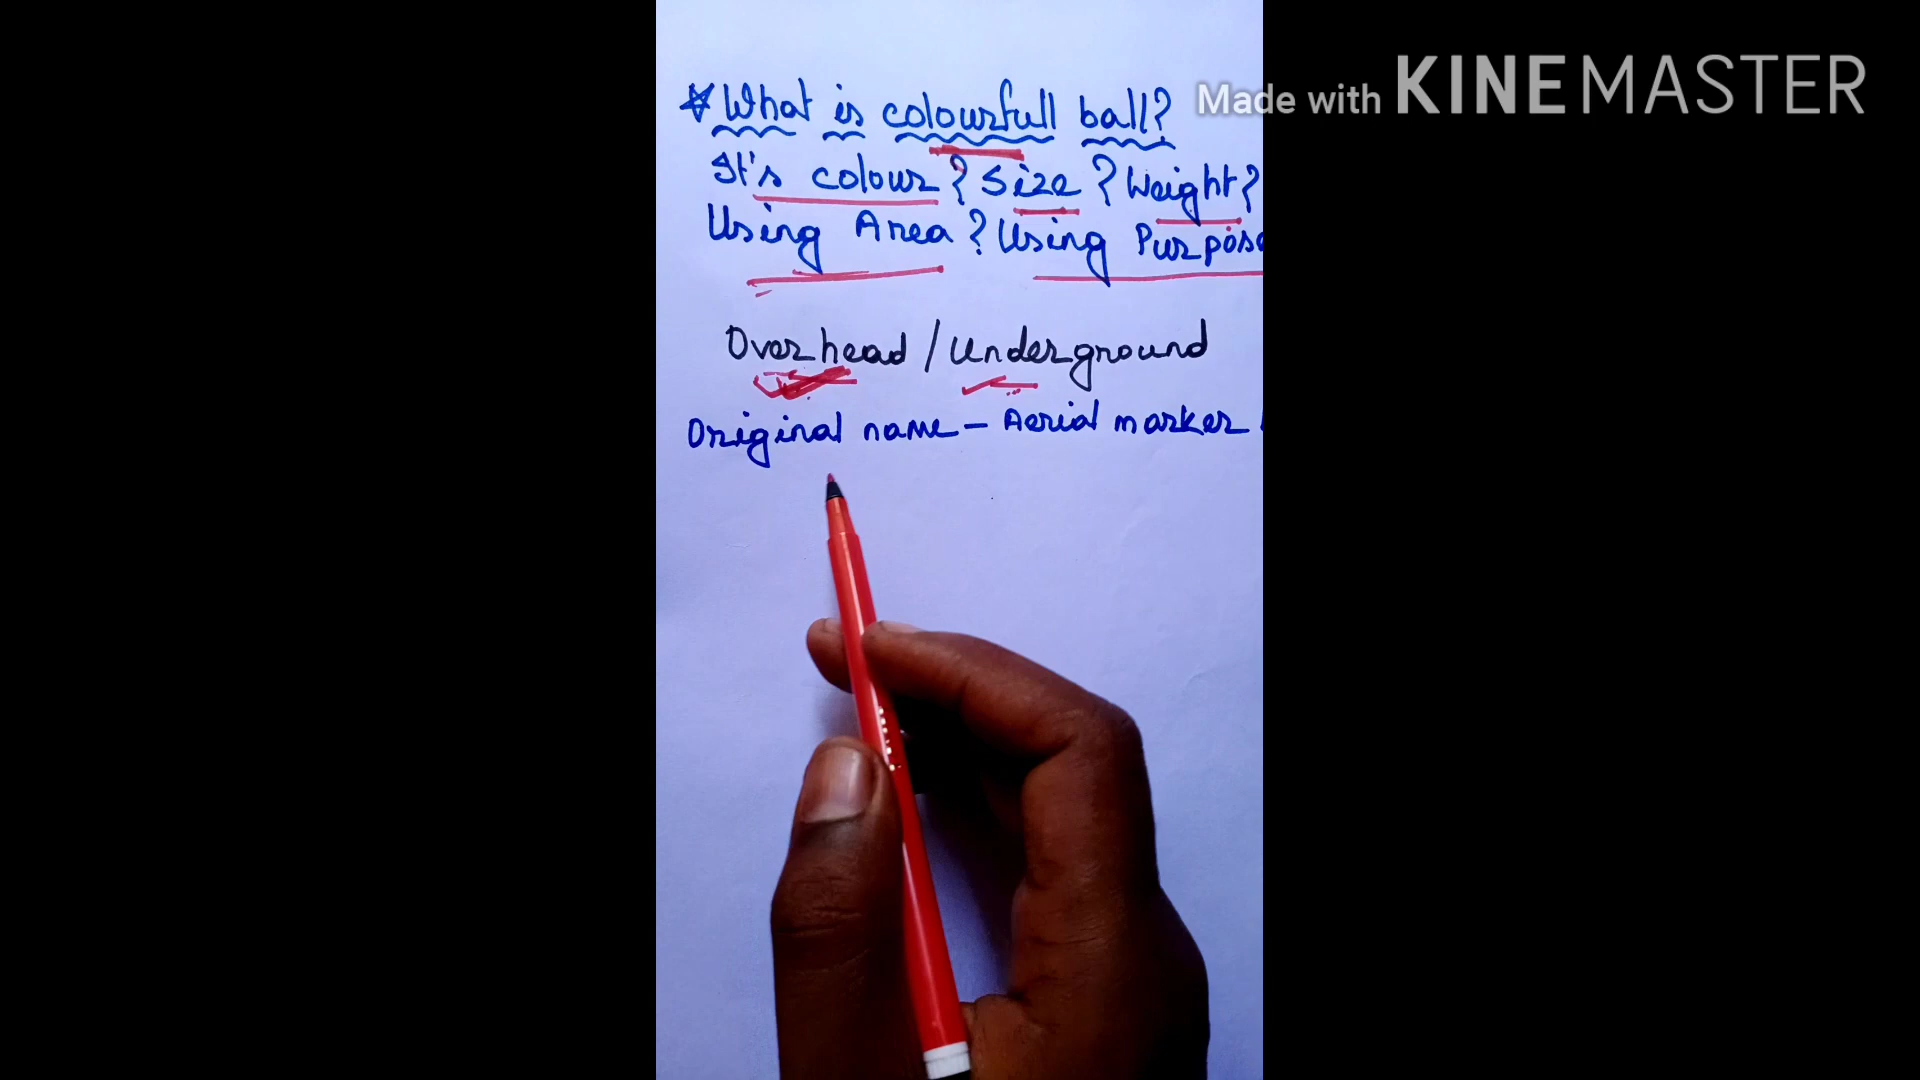 Made with KINEMASTER
*What is colourfull ball?
It's colour? Size? Weight?
Using Area? Using Purpose
Overhead / Underground
Original name - Aerial marker